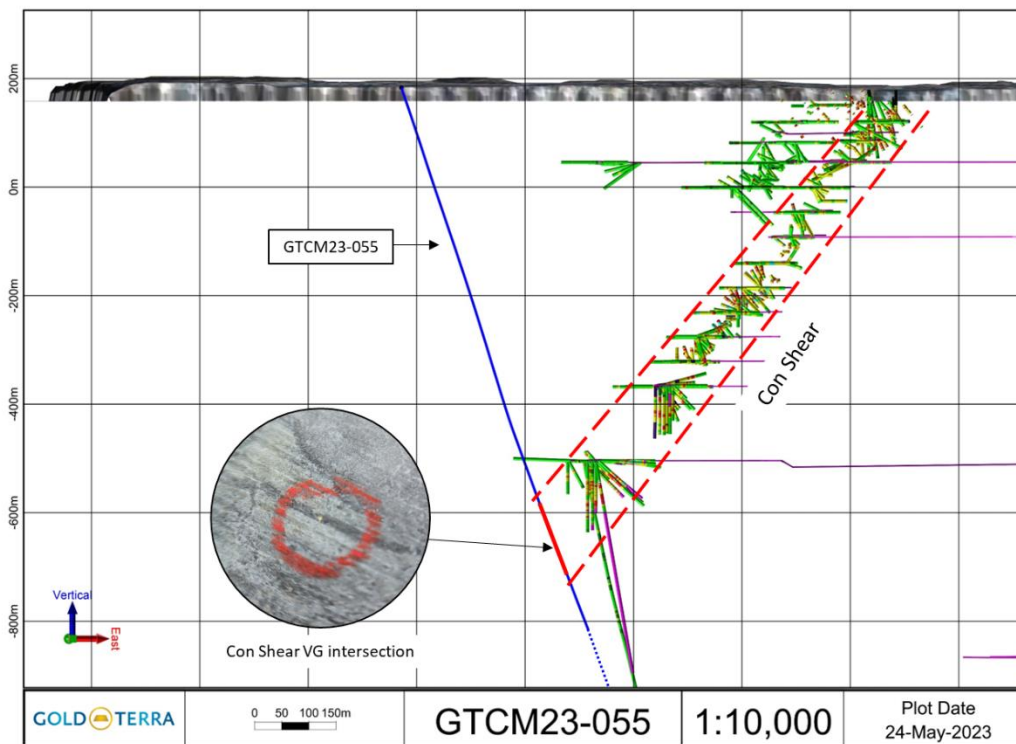 200m
0m
-200m
-400m
-600m
-800m
GTCM23-055
Con Shear
Vertical
East
Con Shear VG intersection
GOLD TERRA
0 50 100 150m
GTCM23-055
1:10,000
Plot Date
24-May-2023